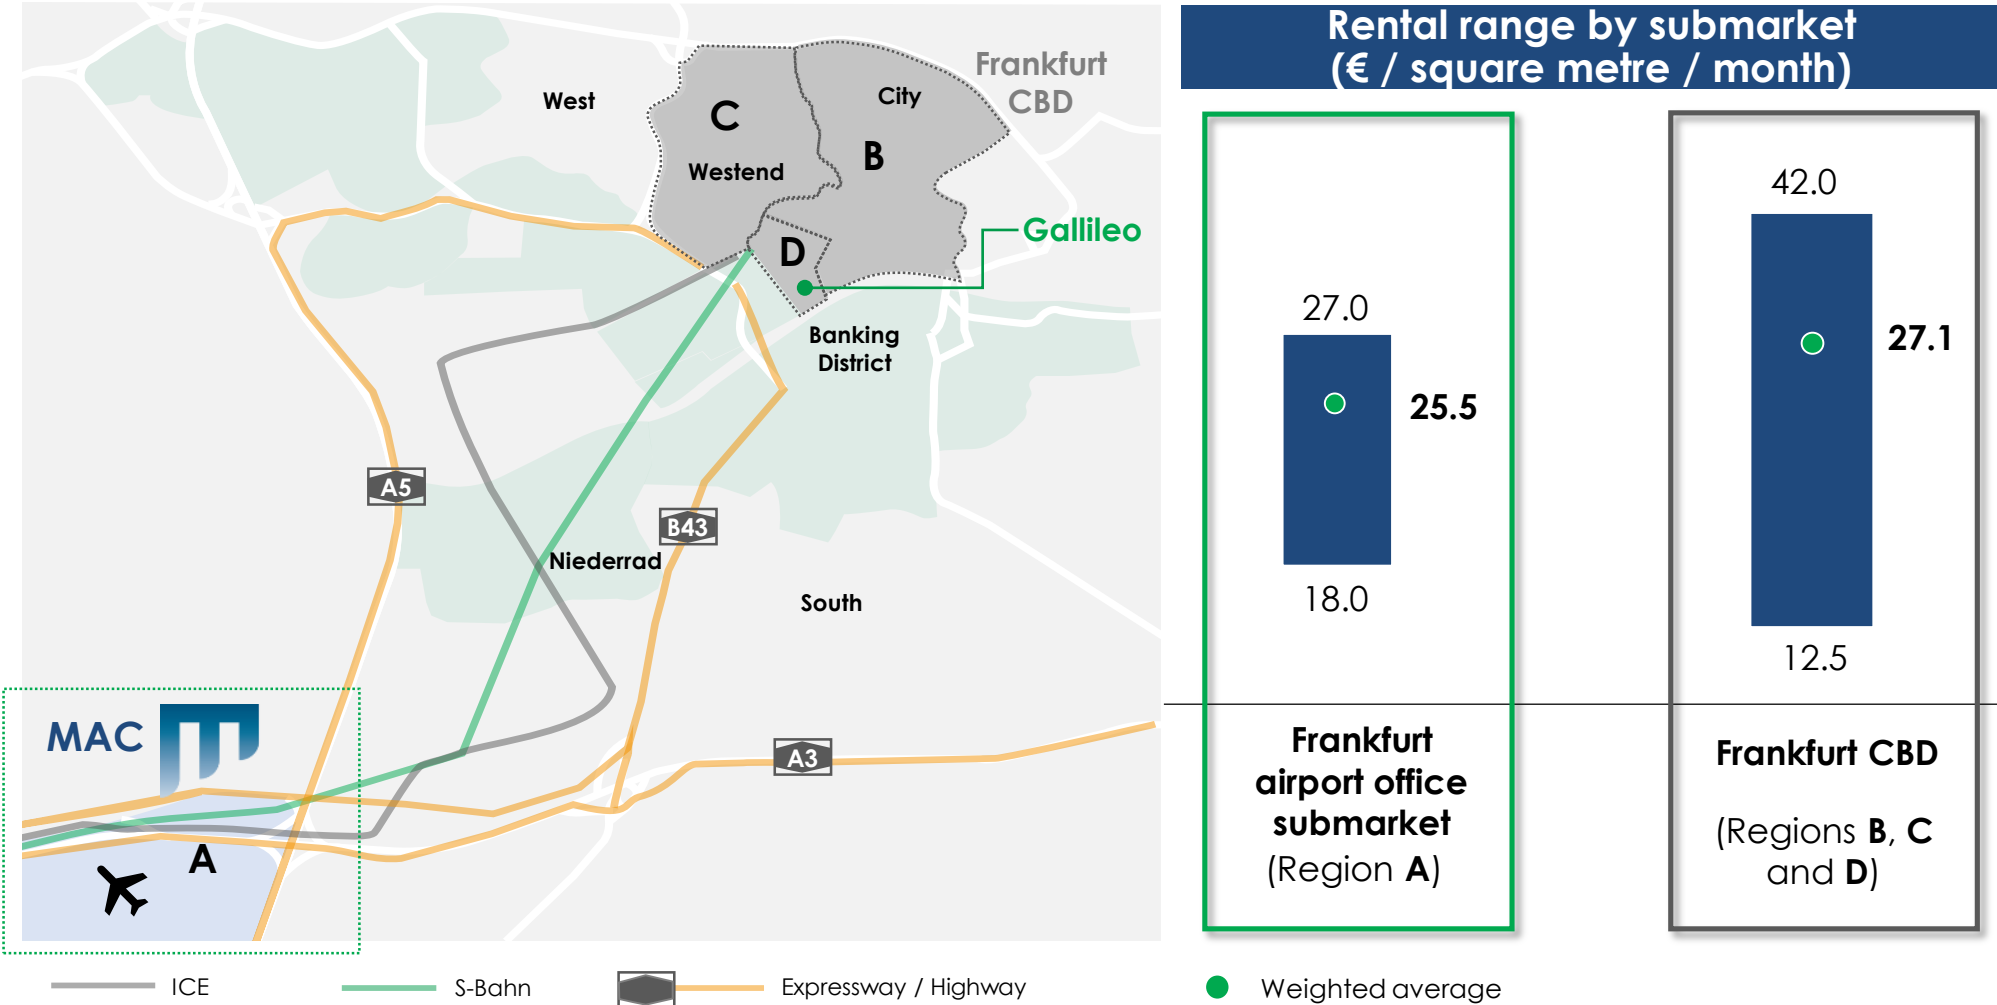 West
C
Westend
City
B
Frankfurt
CBD
D
Gallileo
Banking
District
A5
B43
Niederrad
South
MAC
A3
A
ICE
S-Bahn
Expressway / Highway
Rental range by submarket
(€ / square metre / month)
27.0
25.5
18.0
42.0
27.1
12.5
Frankfurt
airport office
submarket
(Region A)
Frankfurt CBD
(Regions B, C
and D)
Weighted average